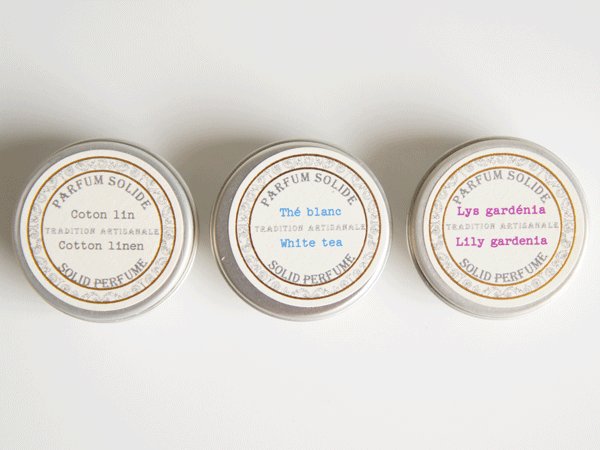 PARFUM SOLIDE
Coton lin
TRADITION ARTISANALE
Cotton linen
SOLID PERFUME
PARFUM SOLIDE
Thé blanc
TRADITION ARTISANALE
White tea
SOLID PERFUME
PARFUM SOLIDE
Lys gardénia
TRADITION ARTISANALE
Lily gardenia
SOLID PERFUME